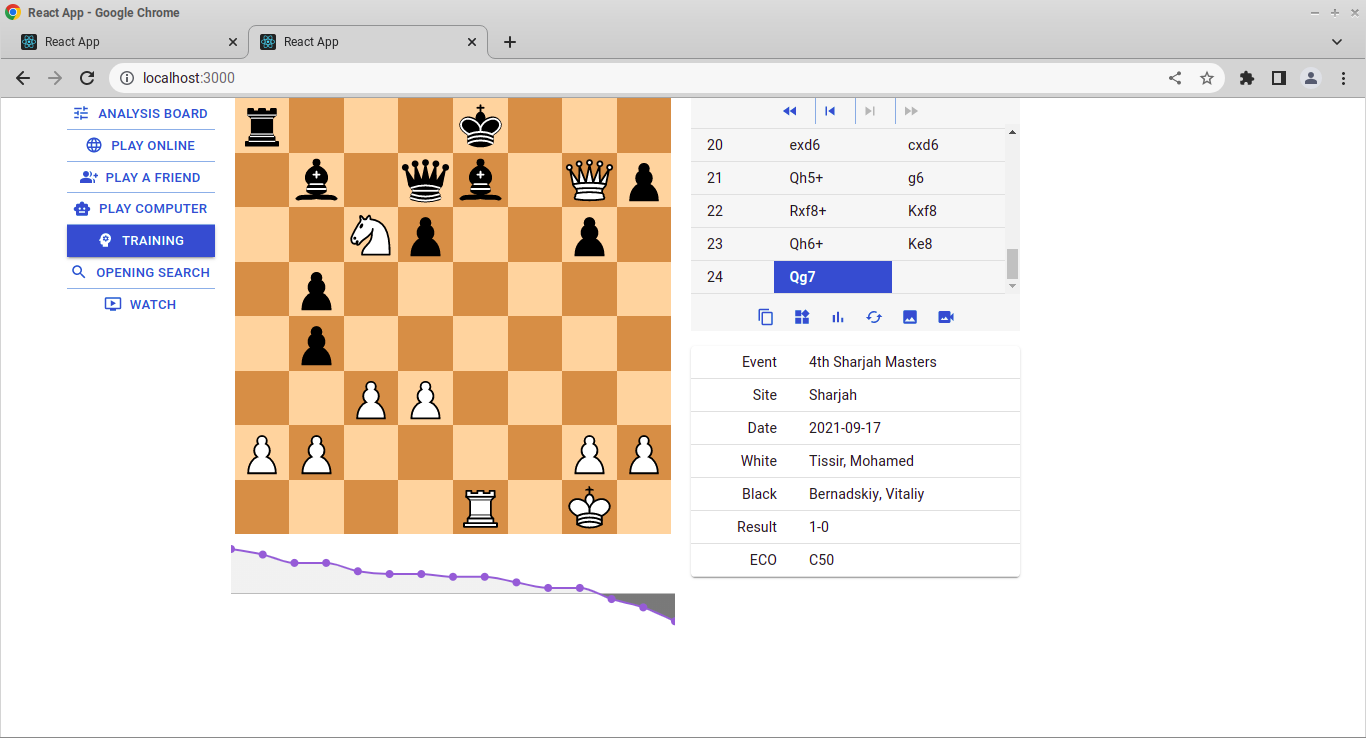 React App - Google Chrome
React App
React App
localhost:3000
ANALYSIS BOARD
PLAY ONLINE
PLAY A FRIEND
PLAY COMPUTER
TRAINING
OPENING SEARCH
WATCH
20 exd6 cxd6
21 Qh5+ g6
22 Rxf8+ Kxf8
23 Qh6+ Ke8
24 Qg7
Event 4th Sharjah Masters
Site Sharjah
Date 2021-09-17
White Tissir, Mohamed
Black Bernadskiy, Vitaliy
Result 1-0
ECO C50